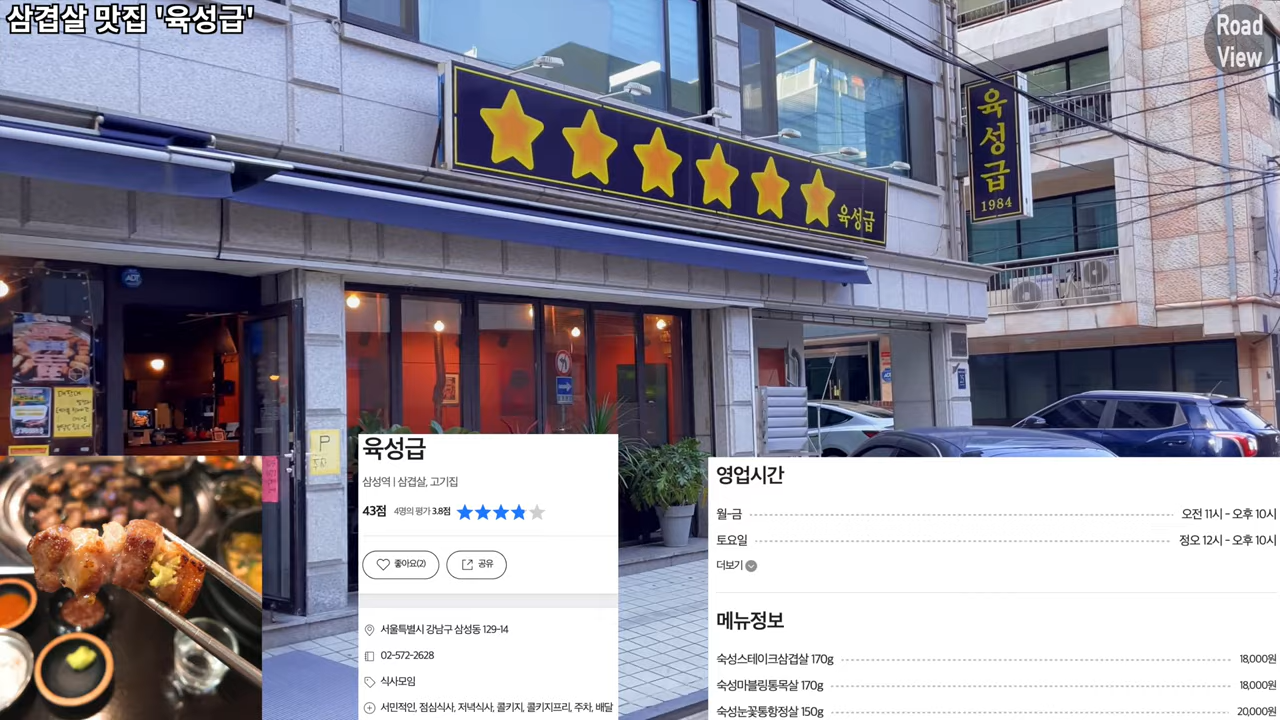 삼겹살 맛집 '육성급'
Road
View
육성급
육성급
1984
ADT
P
주차
육성급
삼성역 | 삼겹살, 고기집
43점 4명의 평가 3.8점
좋아요(2) 공유
서울특별시 강남구 삼성동 129-14
02-572-2628
식사모임
서민적인, 점심식사, 저녁식사, 콜키지, 콜키지프리, 주차, 배달
영업시간
월-금 오전 11시 - 오후 10시
토요일 정오 12시 - 오후 10시
더보기
메뉴정보
숙성스테이크삼겹살 170g 18,000원
숙성마블링통목살 170g 18,000원
숙성눈꽃통항정살 150g 20,000원